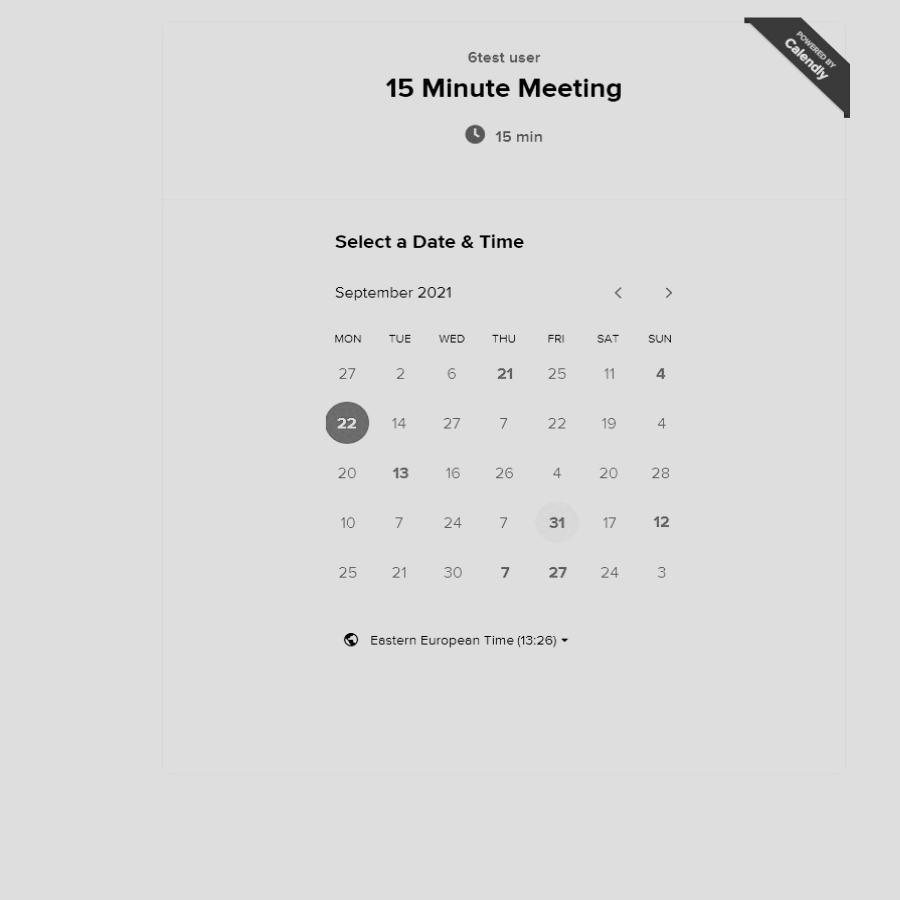 POWERED BY
Calendly
6test user
15 Minute Meeting
15 min
Select a Date & Time
September 2021
MON TUE WED THU FRI SAT SUN
27 2 6 21 25 11 4
22 14 27 7 22 19 4
20 13 16 26 4 20 28
10 7 24 7 31 17 12
25 21 30 7 27 24 3
Eastern European Time (13:26)